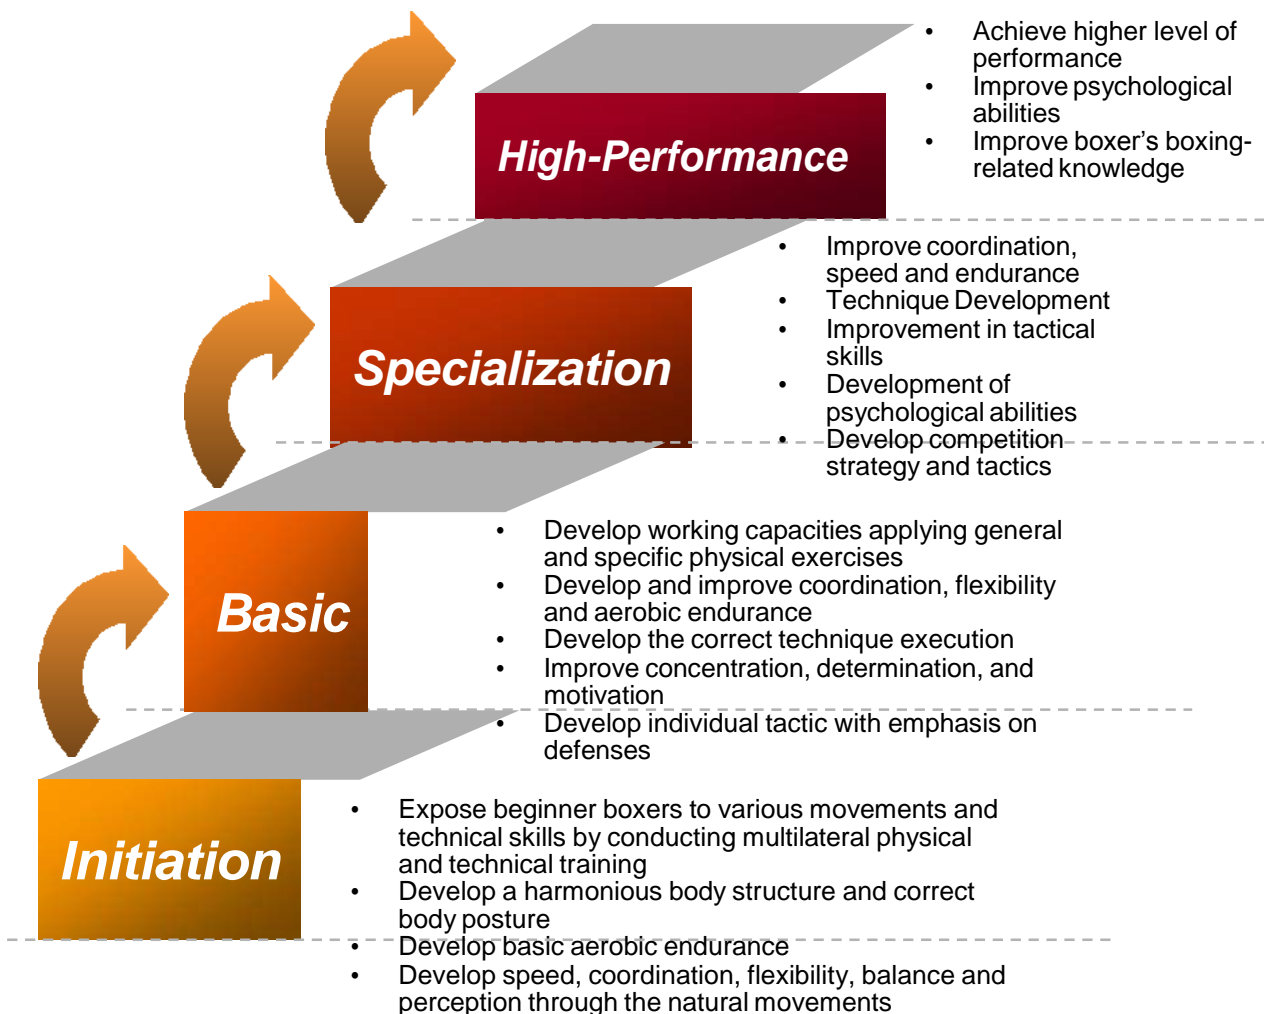 • Achieve higher level of
performance
• Improve psychological
abilities
• Improve boxer's boxing-
related knowledge
High-Performance
• Improve coordination,
speed and endurance
• Technique Development
• Improvement in tactical
skills
• Development of
psychological abilities
• Develop competition
strategy and tactics
Specialization
• Develop working capacities applying general
and specific physical exercises
• Develop and improve coordination, flexibility
and aerobic endurance
• Develop the correct technique execution
• Improve concentration, determination, and
motivation
• Develop individual tactic with emphasis on
defenses
Basic
• Expose beginner boxers to various movements and
technical skills by conducting multilateral physical
and technical training
• Develop a harmonious body structure and correct
body posture
• Develop basic aerobic endurance
• Develop speed, coordination, flexibility, balance and
perception through the natural movements
Initiation